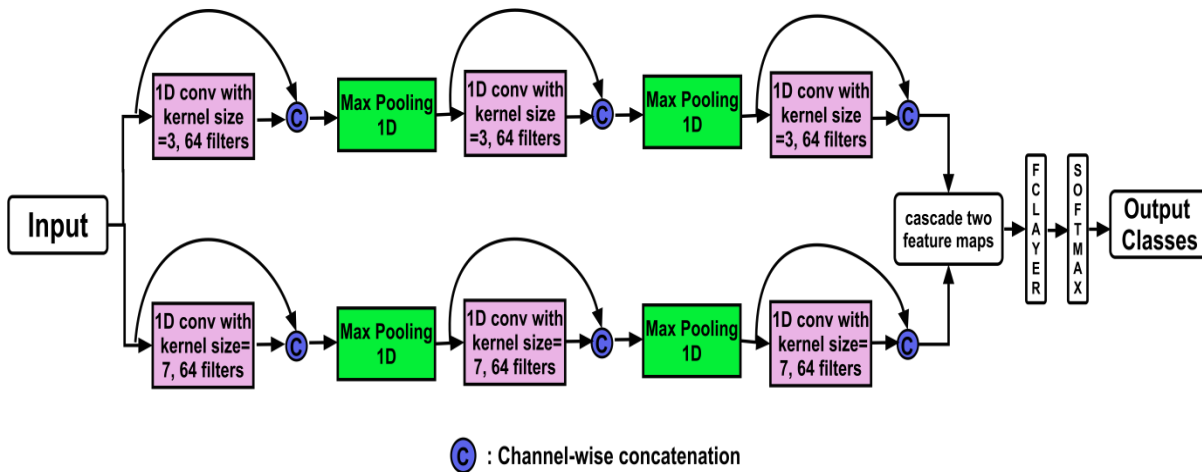 1D conv with
kernel size
=3, 64 filters
C
Max Pooling
1D
1D conv with
kernel size
=3, 64 filters
C
Max Pooling
1D
1D conv with
kernel size
=3, 64 filters
C
Input
cascade two
feature maps
FCLAYER
SOFTMAX
Output
Classes
1D conv with
kernel size=
7, 64 filters
C
Max Pooling
1D
1D conv with
kernel size=
7, 64 filters
C
Max Pooling
1D
1D conv with
kernel size=
7, 64 filters
C
C : Channel-wise concatenation